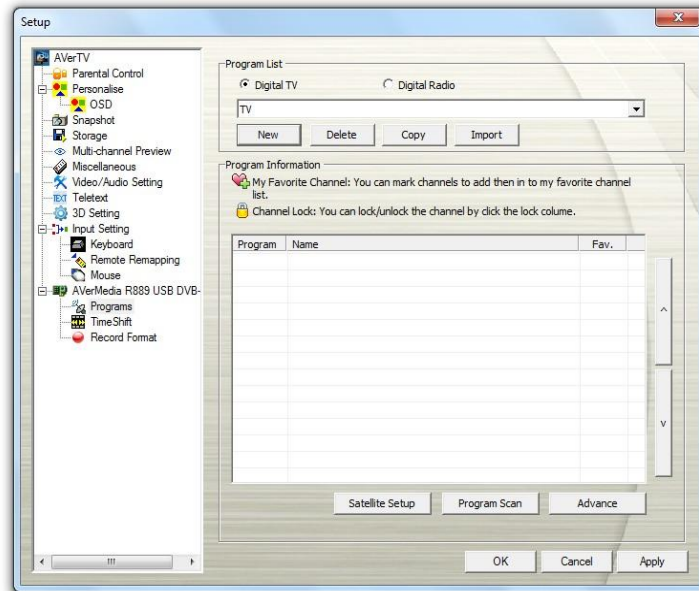 Setup
x
AVerTV
Parental Control
Personalise
OSD
Snapshot
Storage
Multi-channel Preview
Miscellaneous
Video/Audio Setting
TEXT Teletext
3D Setting
Input Setting
Keyboard
Remote Remapping
Mouse
AVerMedia R889 USB DVB-
Programs
TimeShift
Record Format
Program List
Digital TV Digital Radio
TV
New Delete Copy Import
Program Information
My Favorite Channel: You can mark channels to add then in to my favorite channel
list.
Channel Lock: You can lock/unlock the channel by click the lock colume.
Program Name Fav.
^
v
Satellite Setup Program Scan Advance
OK Cancel Apply